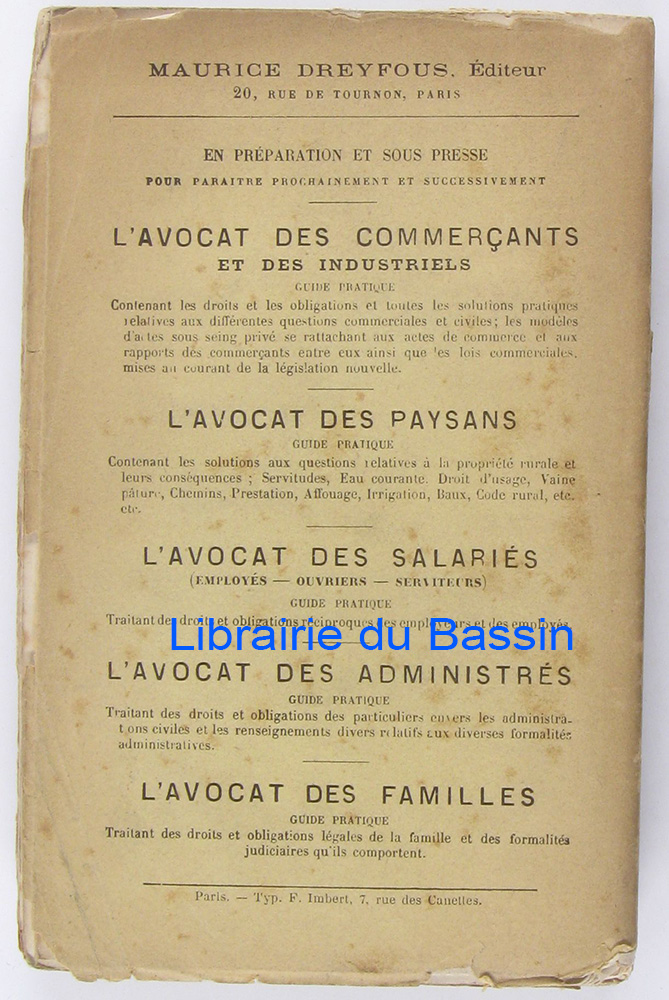 MAURICE DREYFOUS, Éditeur
20, RUE DE TOURNON, PARIS
EN PRÉPARATION ET SOUS PRESSE
POUR PARAITRE PROCHAINEMENT ET SUCCESSIVEMENT
L'AVOCAT DES COMMERÇANTS
ET DES INDUSTRIELS
GUIDE PRATIQUE
Contenant les droits et les obligations et toutes les solutions pratiques
relatives aux différentes questions commerciales et civiles; les modèles
d'actes sous seing privé se rattachant aux actes de commerce et aux
rapports des commerçants entre eux ainsi que les lois commerciales,
mises au courant de la législation nouvelle.
L'AVOCAT DES PAYSANS
GUIDE PRATIQUE
Contenant les solutions aux questions relatives à la propriété rurale et
leurs conséquences ; Servitudes, Eau courante. Droit d'usage, Vaine
pâture, Chemins, Prestation, Affouage, Irrigation, Baux, Code rural, etc.
etc.
L'AVOCAT DES SALARIÉS
(EMPLOYÉS — OUVRIERS — SERVITEURS)
GUIDE PRATIQUE
Traitant des droits et obligations réciproques des employeurs et des employés.
Librairie du Bassin
L'AVOCAT DES ADMINISTRÉS
GUIDE PRATIQUE
Traitant des droits et obligations des particuliers envers les administra-
tions civiles et les renseignements divers relatifs aux diverses formalités
administratives.
L'AVOCAT DES FAMILLES
GUIDE PRATIQUE
Traitant des droits et obligations légales de la famille et des formalités
judiciaires qu'ils comportent.
Paris. — Typ. F. Imbert, 7, rue des Canettes.